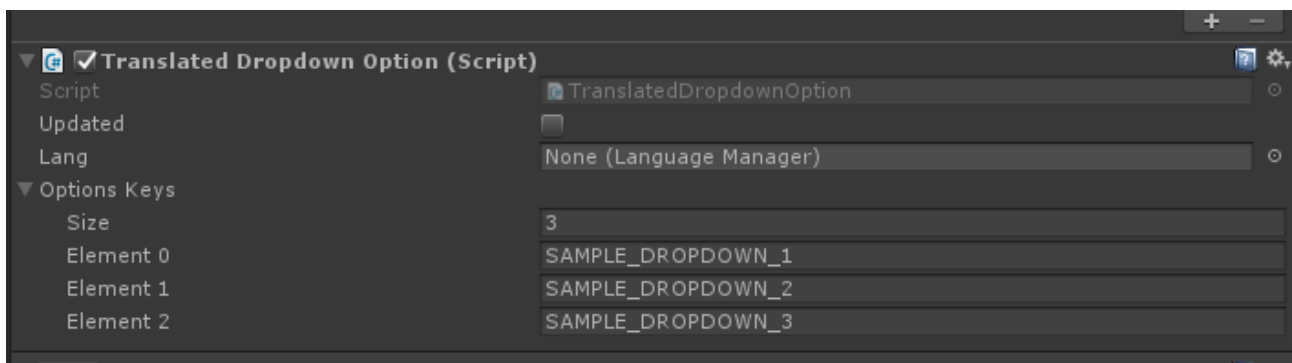 + −
Translated Dropdown Option (Script)
Script TranslatedDropdownOption
Updated
Lang None (Language Manager)
Options Keys
Size 3
Element 0 SAMPLE_DROPDOWN_1
Element 1 SAMPLE_DROPDOWN_2
Element 2 SAMPLE_DROPDOWN_3